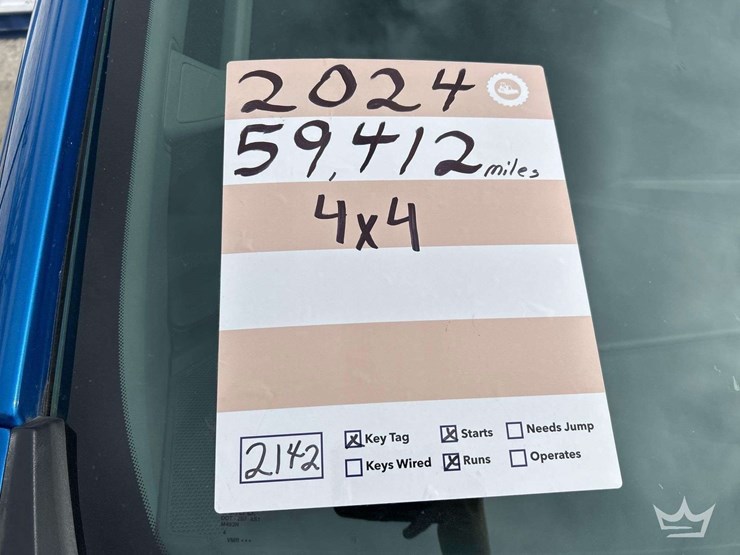 2024
59,412 miles
4x4
2142
Key Tag Starts Needs Jump
Keys Wired Runs Operates